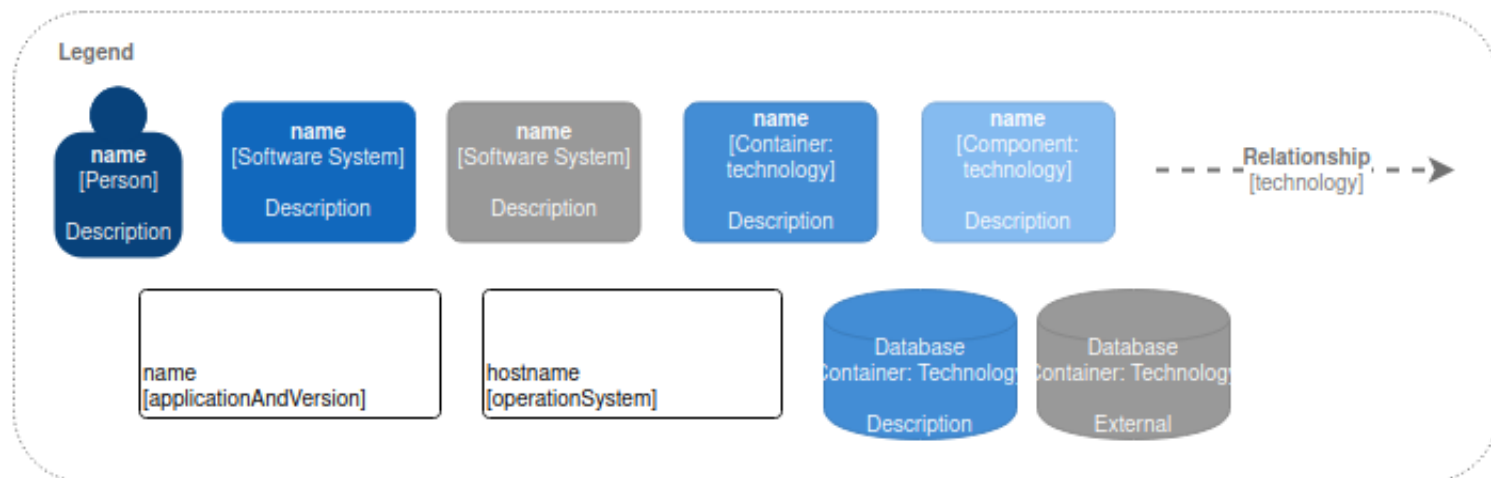 Legend
name
[Person]
Description
name
[Software System]
Description
name
[Software System]
Description
name
[Container:
technology]
Description
name
[Component:
technology]
Description
Relationship
[technology]
name
[applicationAndVersion]
hostname
[operationSystem]
Database
Container: Technology
Description
Database
Container: Technology
External